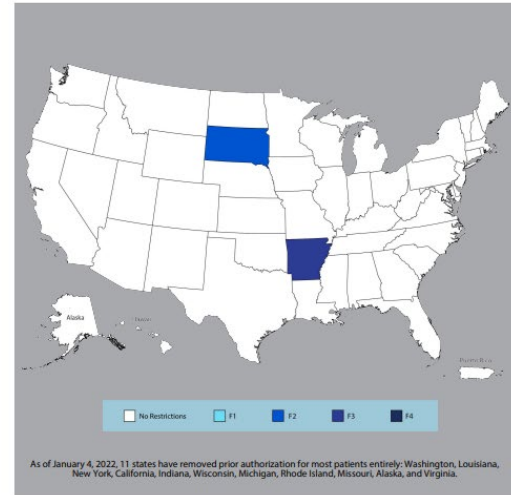 Alaska
Hawaii
Puerto Rico
No Restrictions
F1
F2
F3
F4
As of January 4, 2022, 11 states have removed prior authorization for most patients entirely: Washington, Louisiana,
New York, California, Indiana, Wisconsin, Michigan, Rhode Island, Missouri, Alaska, and Virginia.